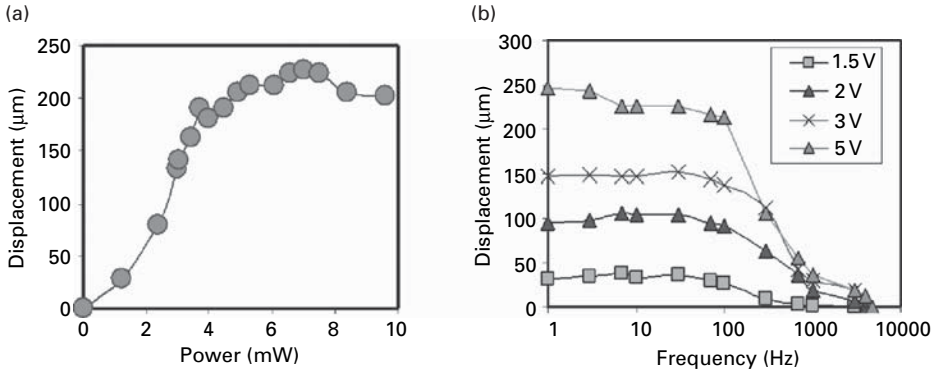 (a)
250
200
150
100
50
0
0 2 4 6 8 10
Displacement (μm)
Power (mW)
(b)
300
250
200
150
100
50
0
1 10 100 1000 10000
Displacement (μm)
Frequency (Hz)
1.5 V
2 V
3 V
5 V